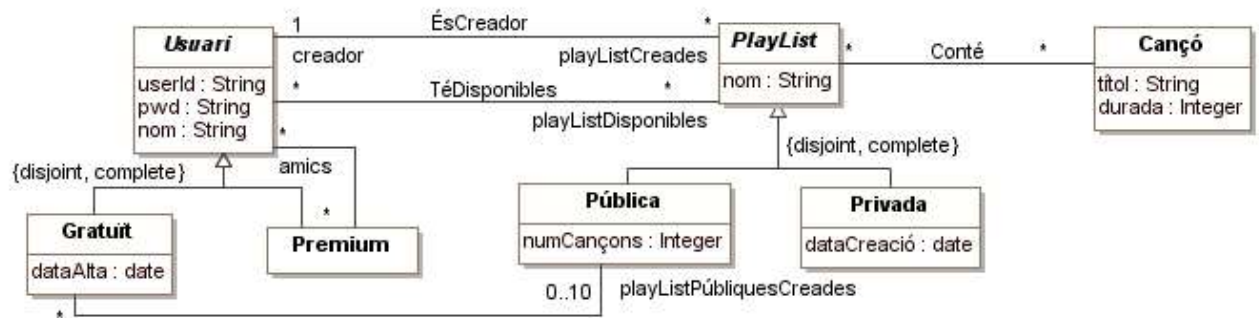 1 ÉsCreador *
Usuari
PlayList
creador
playListCreades
* Conté *
Cançó
userId : String
pwd : String
nom : String
* TéDisponibles *
nom : String
títol : String
durada : Integer
playListDisponibles
*
{disjoint, complete}
amics
{disjoint, complete}
Gratuït
*
Premium
Pública
Privada
dataAlta : date
numCançons : Integer
dataCreació : date
0..10 playListPúbliquesCreades
*